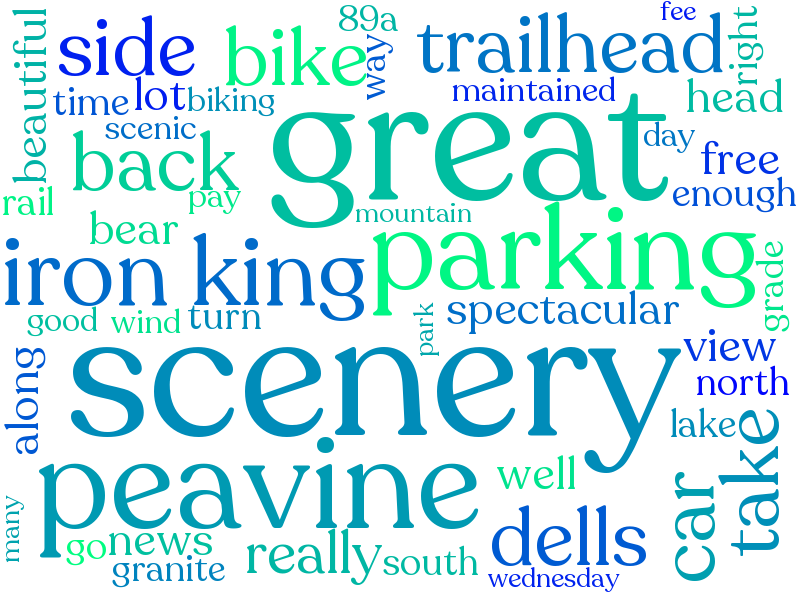 beautiful
side
bike
89a
way
trailhead
fee
right
time
lot
biking
maintained
head
scenic
great
day
back
free
enough
rail
pay
mountain
bear
parking
iron king
grade
good
wind
turn
park
spectacular
along
scenery
view
north
lake
take
peavine
well
car
many
go
news
really
south
dells
granite
wednesday